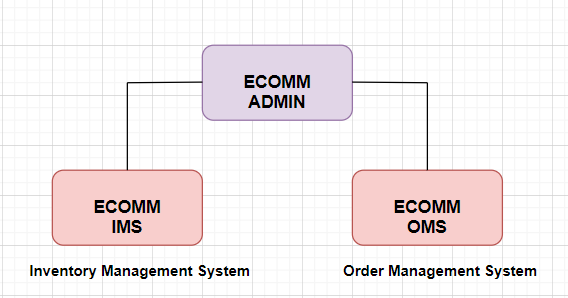 ECOMM
ADMIN
ECOMM
IMS
ECOMM
OMS
Inventory Management System
Order Management System